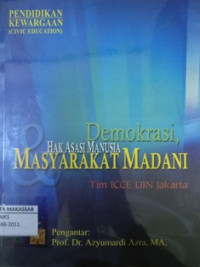 PENDIDIKAN
KEWARGAAN
(CIVIC EDUCATION)
Demokrasi,
HAK ASASI MANUSIA
& MASYARAKAT MADANI
Tim ICCE UIN Jakarta
MAKASSAR
Pengantar:
Prof. Dr. Azyumardi Azra, MA.